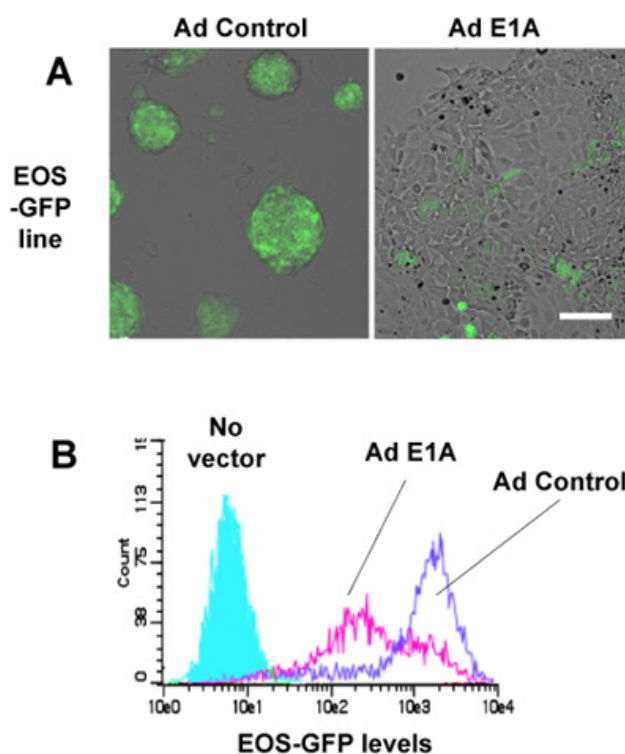 Ad Control Ad E1A
A
EOS
-GFP
line
B
No
vector
Ad E1A
Ad Control
Count
113
75
38
0
10e0 10e1 10e2 10e3 10e4
EOS-GFP levels